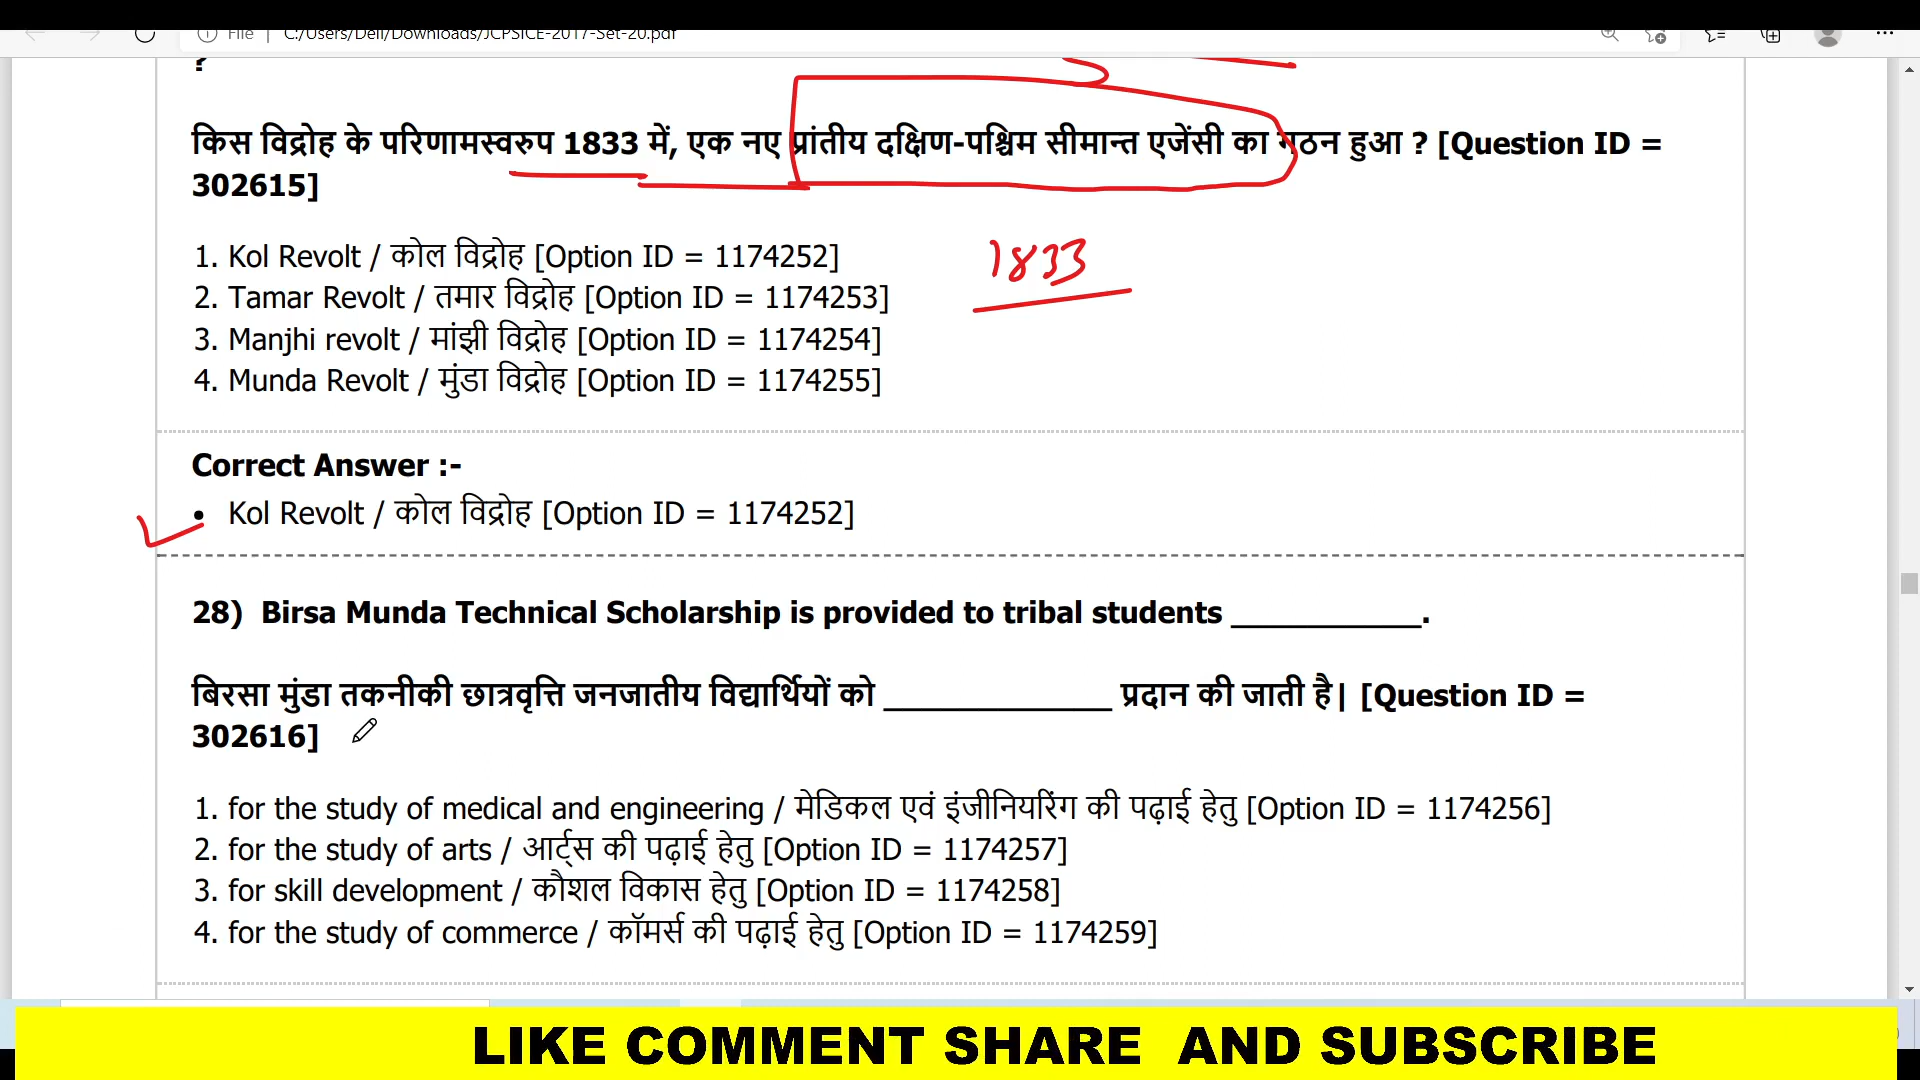 File | C:/Users/Dell/Downloads/JCPSICE-2017-Set-20.pdf
?
किस विद्रोह के परिणामस्वरुप 1833 में, एक नए प्रांतीय दक्षिण-पश्चिम सीमान्त एजेंसी का गठन हुआ ? [Question ID =
302615]
1. Kol Revolt / कोल विद्रोह [Option ID = 1174252]
1833
2. Tamar Revolt / तमार विद्रोह [Option ID = 1174253]
3. Manjhi revolt / मांझी विद्रोह [Option ID = 1174254]
4. Munda Revolt / मुंडा विद्रोह [Option ID = 1174255]
Correct Answer :-
• Kol Revolt / कोल विद्रोह [Option ID = 1174252]
28) Birsa Munda Technical Scholarship is provided to tribal students ____________.
बिरसा मुंडा तकनीकी छात्रवृत्ति जनजातीय विद्यार्थियों को ______________ प्रदान की जाती है| [Question ID =
302616]
1. for the study of medical and engineering / मेडिकल एवं इंजीनियरिंग की पढ़ाई हेतु [Option ID = 1174256]
2. for the study of arts / आर्ट्स की पढ़ाई हेतु [Option ID = 1174257]
3. for skill development / कौशल विकास हेतु [Option ID = 1174258]
4. for the study of commerce / कॉमर्स की पढ़ाई हेतु [Option ID = 1174259]
LIKE COMMENT SHARE AND SUBSCRIBE